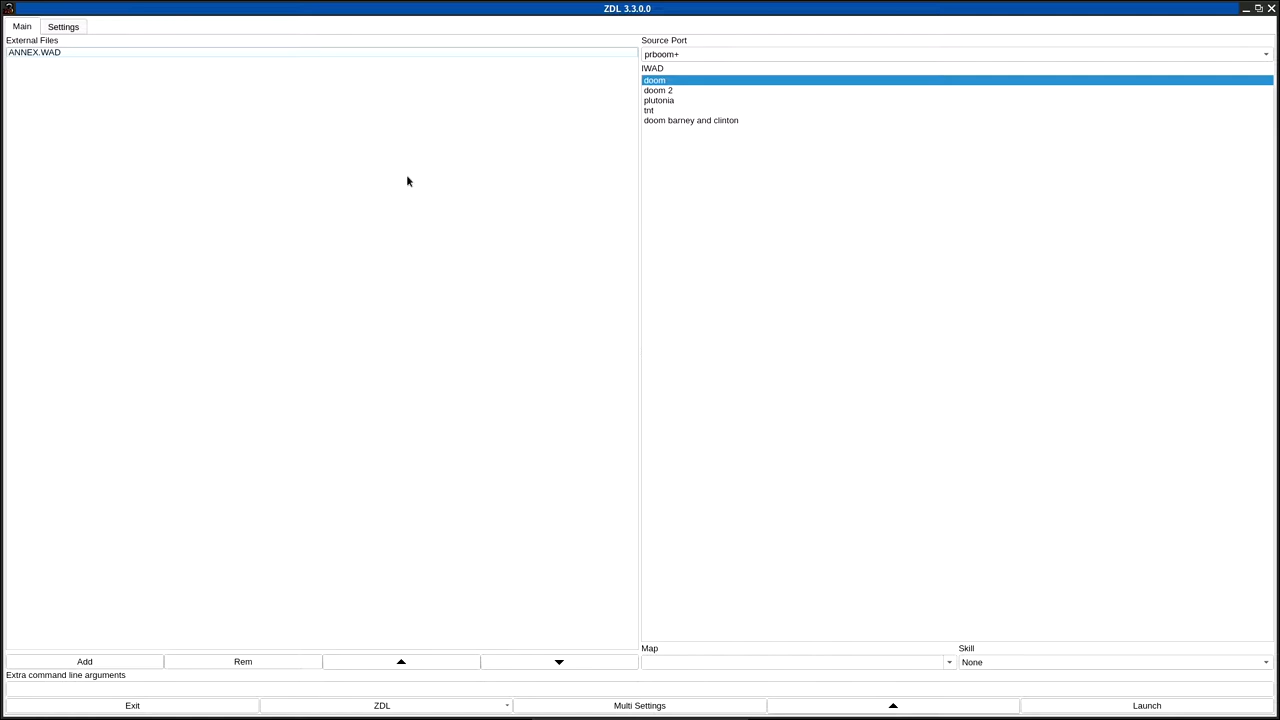 ZDL 3.3.0.0
Main
Settings
External Files
ANNEX.WAD
Source Port
prboom+
IWAD
doom
doom 2
plutonia
tnt
doom barney and clinton
Map
Skill
None
Add
Rem
Extra command line arguments
Exit
ZDL
Multi Settings
Launch